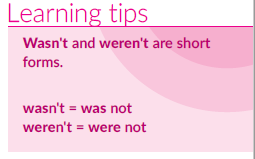 Learning tips
Wasn't and weren't are short
forms.
wasn't = was not
weren't = were not